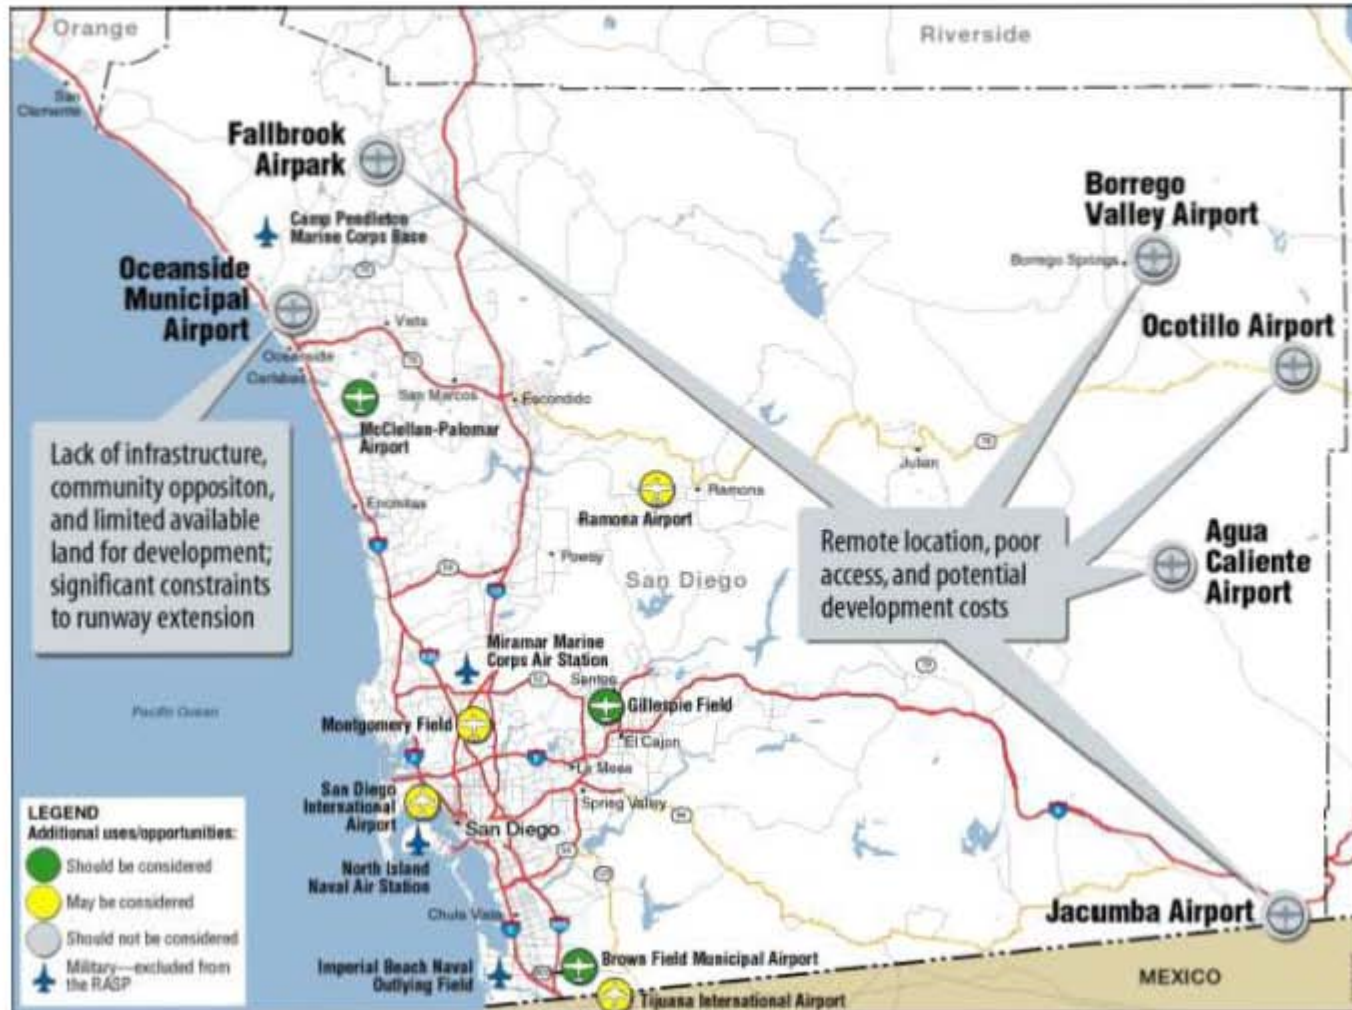 Orange
Riverside
San
Clemente
Fallbrook
Airpark
Camp Pendleton
Marine Corps Base
Borrego
Valley Airport
Borrego Springs
Oceanside
Municipal
Airport
Ocotillo Airport
Vista
Oceanside
Carlsbad
San Marcos
Escondido
McClellan-Palomar
Airport
78
Julian
Lack of infrastructure,
community oppositon,
and limited available
land for development;
significant constraints
to runway extension
Encinitas
Ramona
Ramona Airport
Poway
San Diego
Remote location, poor
access, and potential
development costs
Agua
Caliente
Airport
Miramar Marine
Corps Air Station
Santee
Gillespie Field
Pacific Ocean
Montgomery Field
El Cajon
La Mesa
San Diego
International
Airport
Spring Valley
San Diego
North Island
Naval Air Station
Chula Vista
Jacumba Airport
Imperial Beach Naval
Outlying Field
Brown Field Municipal Airport
Tijuana International Airport
MEXICO
LEGEND
Additional uses/opportunities:
Should be considered
May be considered
Should not be considered
Military—excluded from
the RASP